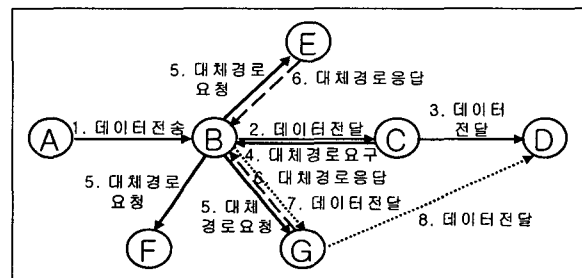 E
5. 대체경로
요청
6. 대체경로응답
A
1. 데이터전송
B
2. 데이터전달
C
3. 데이터
전달
D
4. 대체경로요구
6. 대체경로응답
5. 대체경로
요청
5. 대체
경로요청
7. 데이터전달
8. 데이터전달
F
G